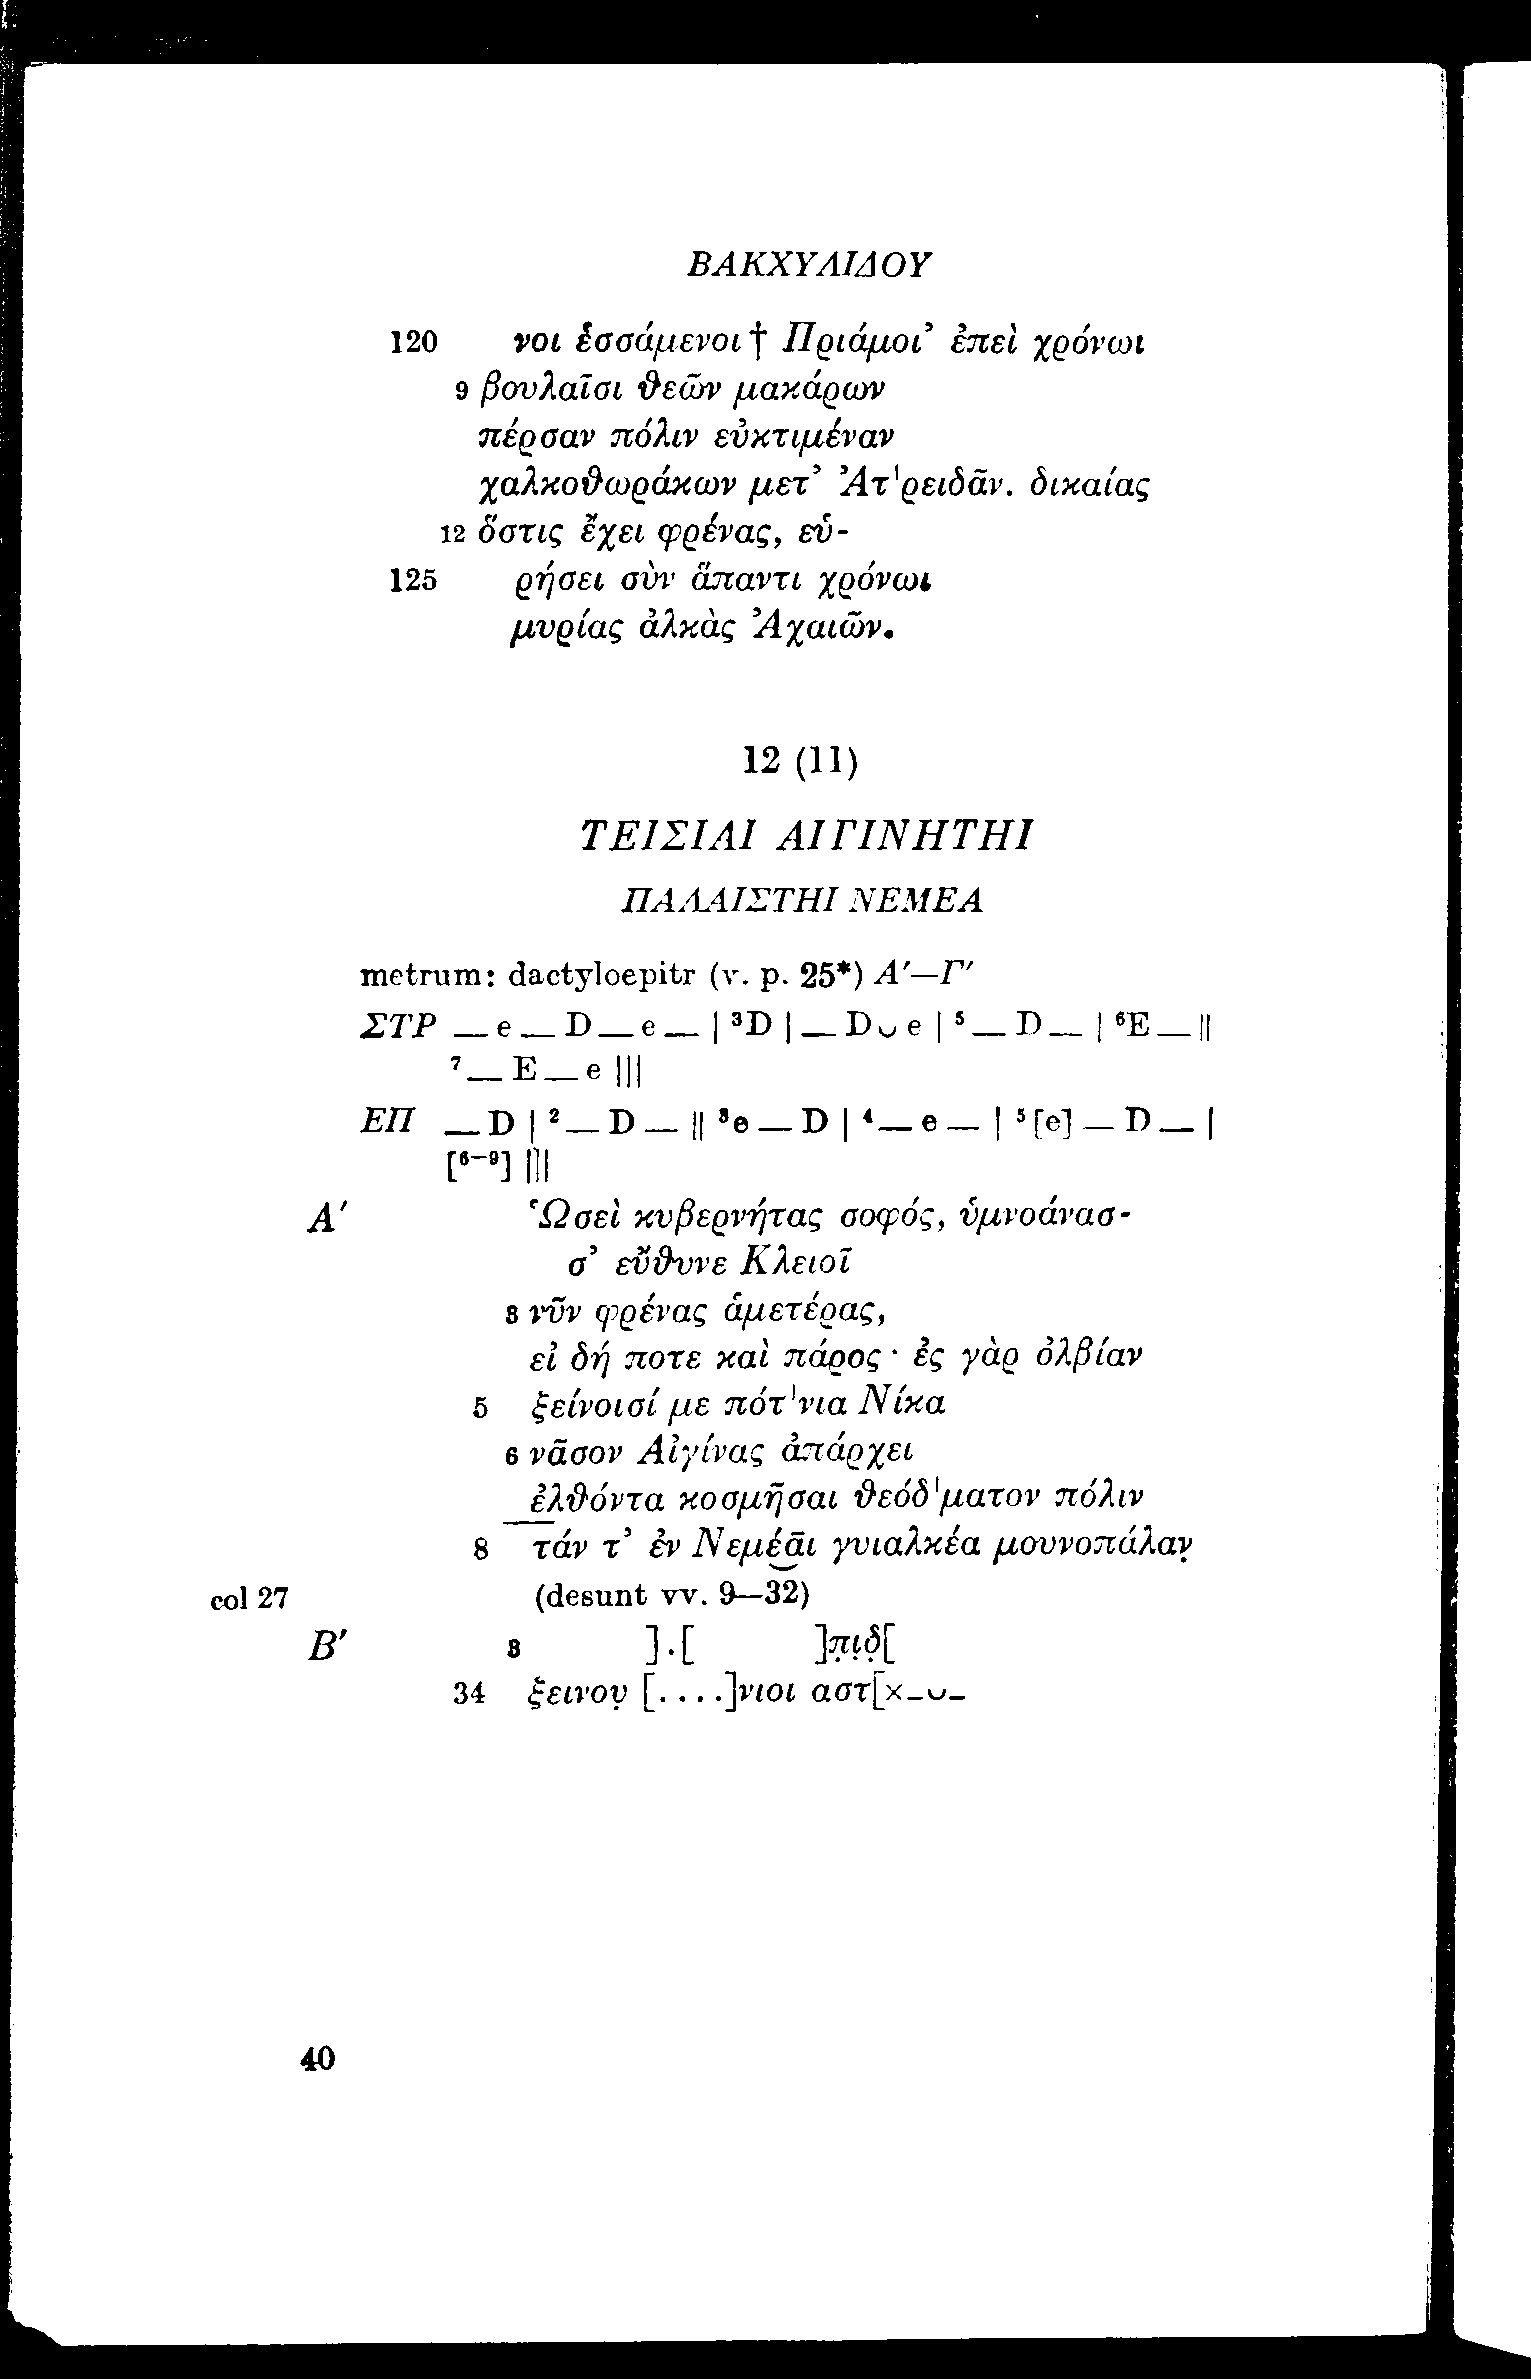 ΒΑΚΧΥΛΙΔΟΥ
120 νοι ἑσσάμενοι † Πριάμοι’ ἐπεὶ χρόνωι
9 βουλαῖσι θεῶν μακάρων
πέρσαν πόλιν εὐκτιμέναν
χαλκοθωράκων μετ’ Ἀτ'ρειδᾶν. δικαίας
12 ὅστις ἔχει φρένας, εὑ-
125 ρήσει σὺν ἅπαντι χρόνωι
μυρίας ἀλκὰς Ἀχαιῶν.
12 (11)
ΤΕΙΣΙΑΙ ΑΙΓΙΝΗΤΗΙ
ΠΑΛΑΙΣΤΗΙ ΝΕΜΕΑ
metrum: dactyloepitr (v. p. 25*) Α′—Γ′
ΣΤΡ — e — D — e — | ³D | — D ⏑ e | ⁵ — D — | ⁶E — ||
⁷ — E — e |||
ΕΠ — D | ² — D — || ³e — D | ⁴ — e — | ⁵[e] — D — |
[⁶⁻⁹] |||
Α′ Ὡσεὶ κυβερνήτας σοφός, ὑμνοάνασ-
σ’ εὔθυνε Κλειοῖ
3 νῦν φρένας ἁμετέρας,
εἰ δή ποτε καὶ πάρος· ἐς γὰρ ὀλβίαν
5 ξείνοισί με πότ'νια Νίκα
6 νᾶσον Αἰγίνας ἀπάρχει
ἐλθόντα κοσμῆσαι θεόδ'ματον πόλιν
8 τάν τ’ ἐν Νεμέ͜ᾱι γυιαλκέα μουνοπάλαν̣
col 27 (desunt vv. 9—32)
Β′ 3 ].[ ]π̣ι̣δ̣[
34 ξεινου̣ [. . . .]νιοι αστ[×–⏑–
40